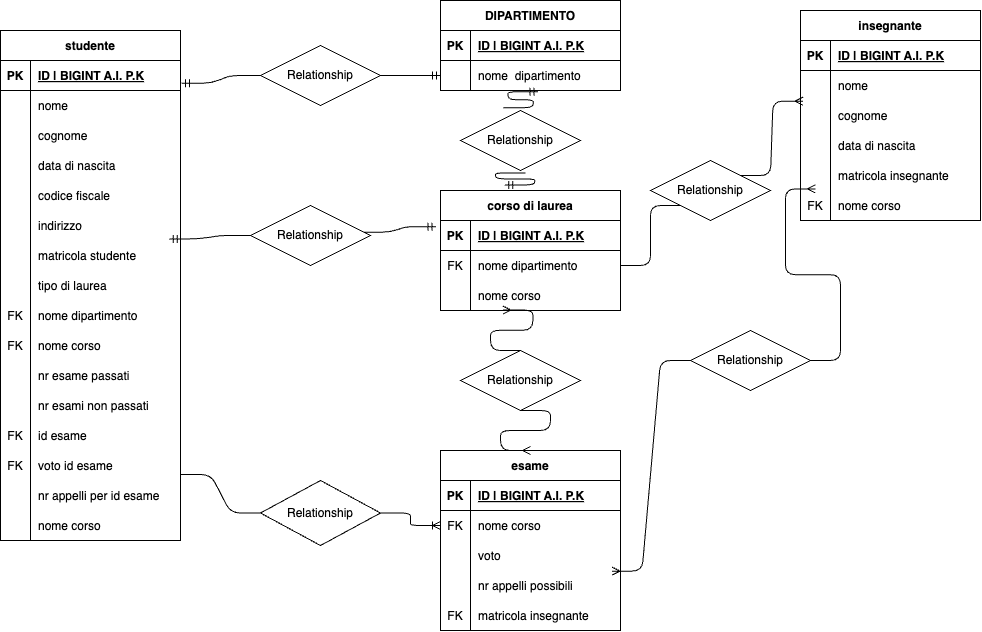 studente
PK ID | BIGINT A.I. P.K
nome
cognome
data di nascita
codice fiscale
indirizzo
matricola studente
tipo di laurea
FK nome dipartimento
FK nome corso
nr esame passati
nr esami non passati
FK id esame
FK voto id esame
nr appelli per id esame
nome corso
Relationship
Relationship
Relationship
DIPARTIMENTO
PK ID | BIGINT A.I. P.K
nome dipartimento
Relationship
corso di laurea
PK ID | BIGINT A.I. P.K
FK nome dipartimento
nome corso
Relationship
esame
PK ID | BIGINT A.I. P.K
FK nome corso
voto
nr appelli possibili
FK matricola insegnante
Relationship
Relationship
insegnante
PK ID | BIGINT A.I. P.K
nome
cognome
data di nascita
matricola insegnante
FK nome corso